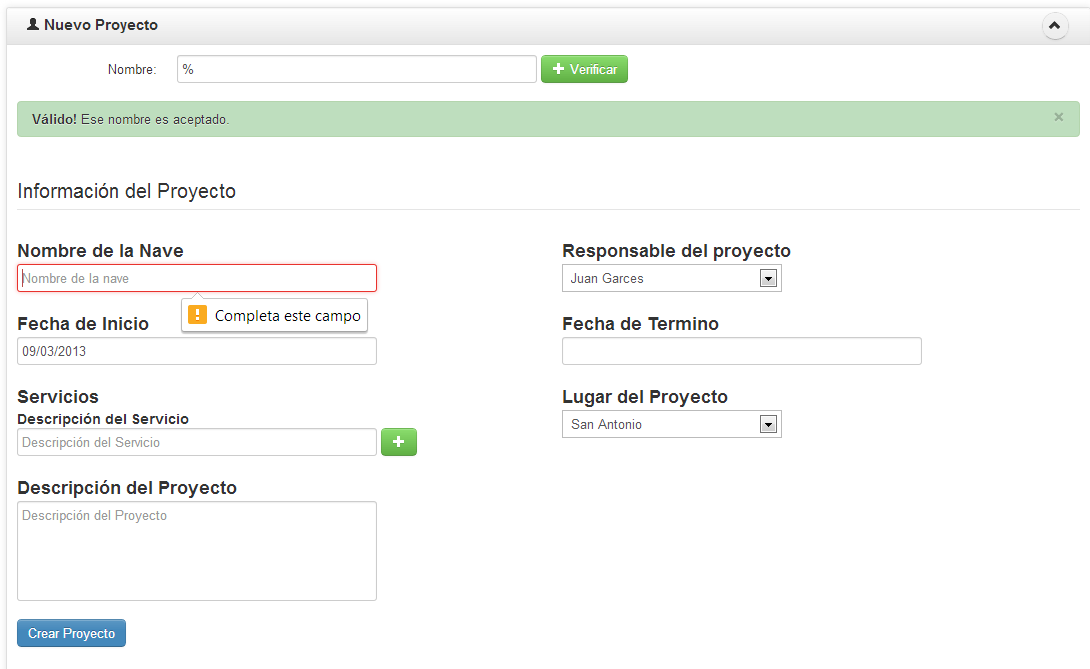 Nuevo Proyecto
Nombre: % Verificar
Válido! Ese nombre es aceptado. ×
Información del Proyecto
Nombre de la Nave
Nombre de la nave
Completa este campo
Responsable del proyecto
Juan Garces
Fecha de Inicio
09/03/2013
Fecha de Termino
Servicios
Descripción del Servicio
Descripción del Servicio
Lugar del Proyecto
San Antonio
Descripción del Proyecto
Descripción del Proyecto
Crear Proyecto